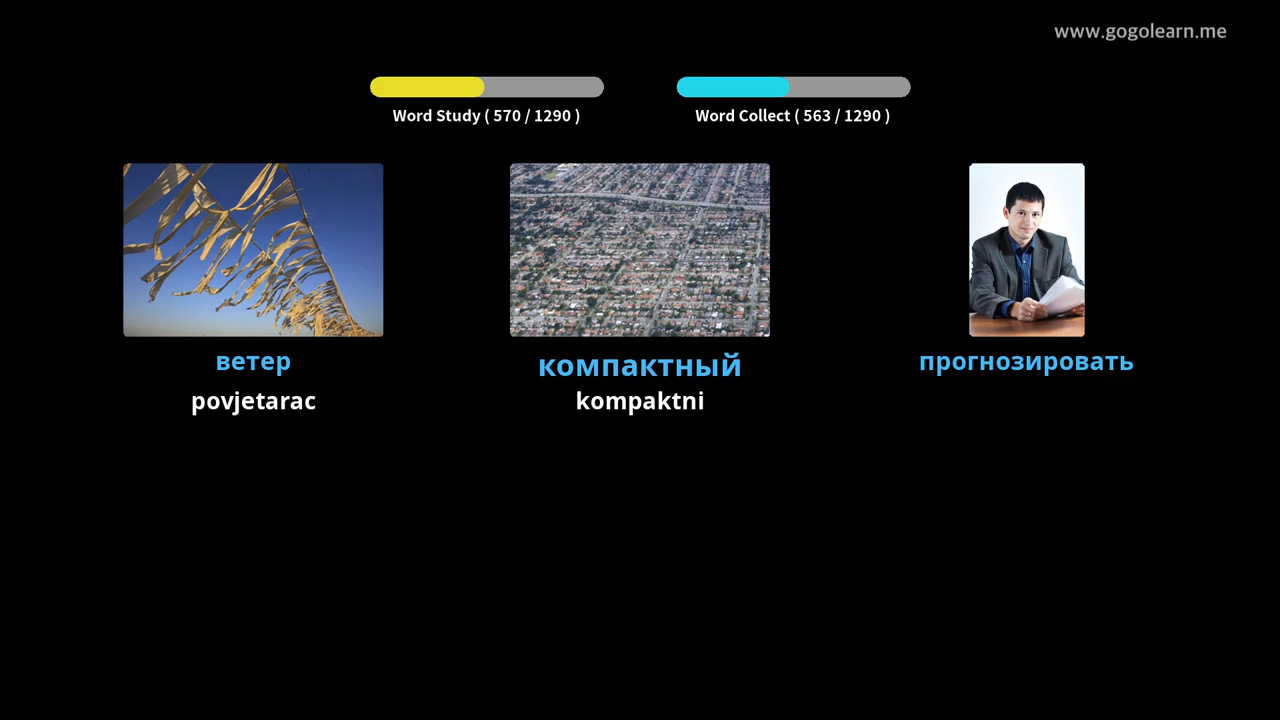 www.gogolearn.me
Word Study ( 570 / 1290 )
Word Collect ( 563 / 1290 )
ветер
povjetarac
компактный
kompaktni
прогнозировать